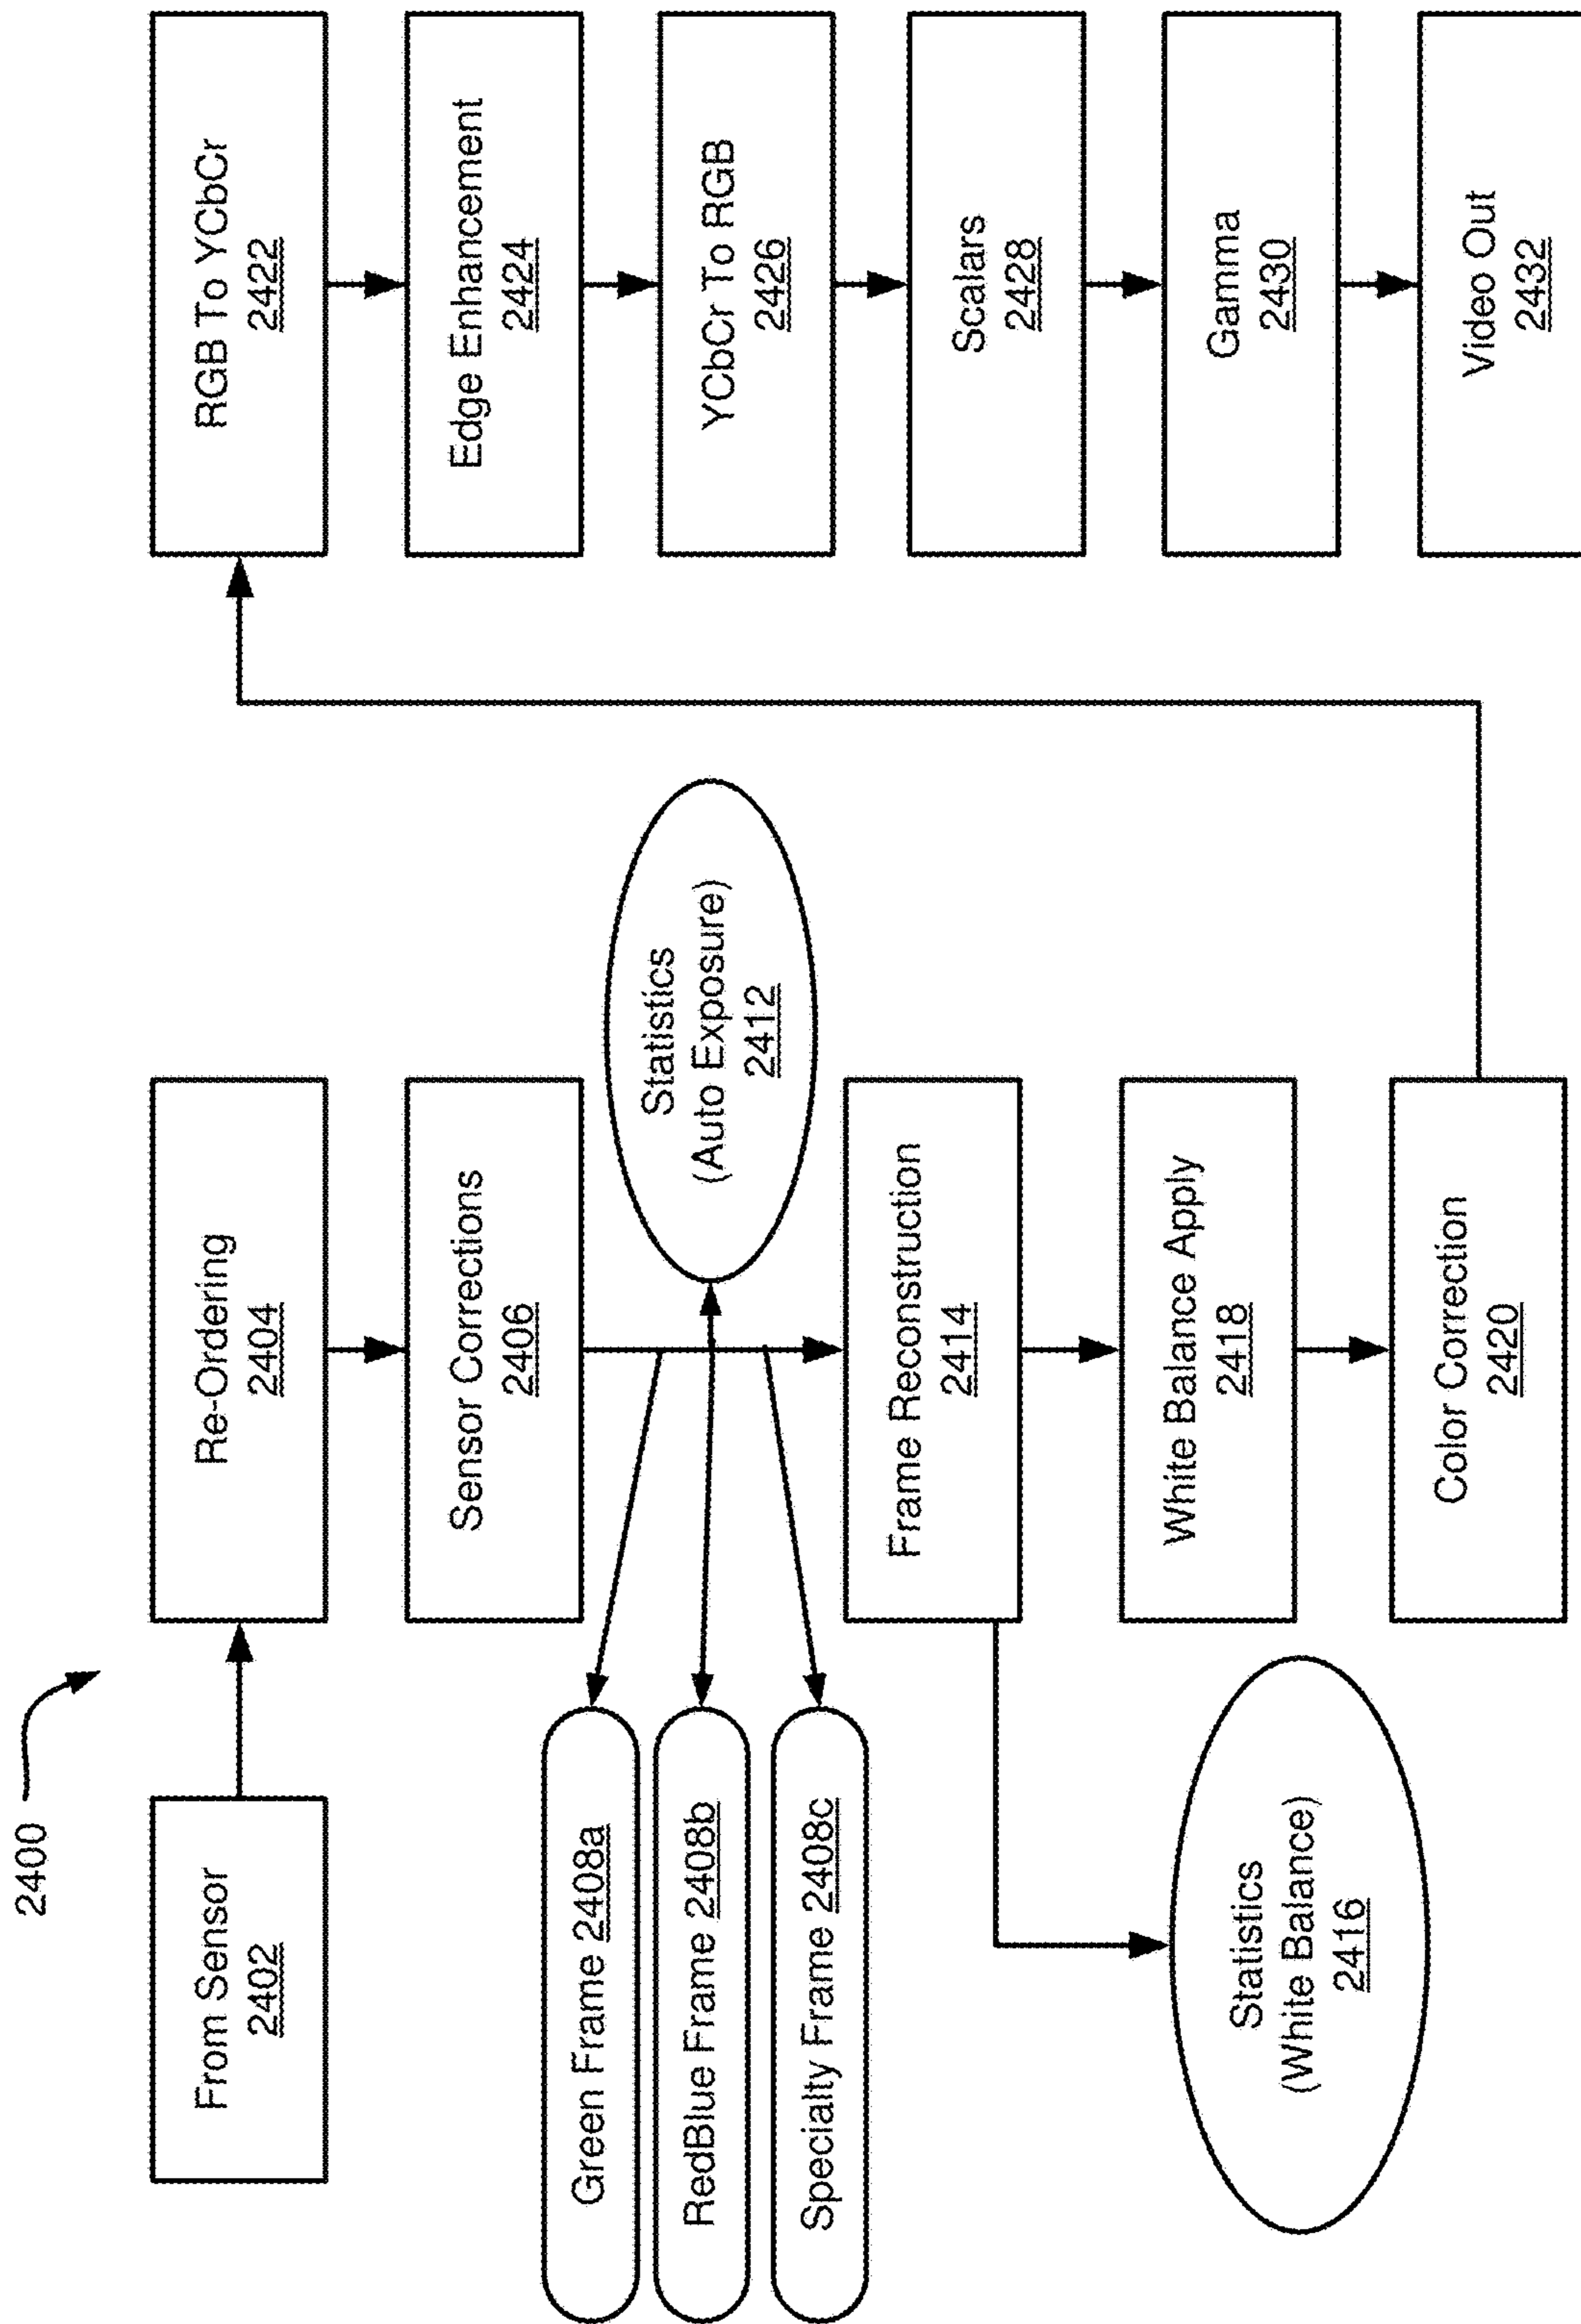 2400
From Sensor
2402
Re-Ordering
2404
Sensor Corrections
2406
Green Frame 2408a
RedBlue Frame 2408b
Specialty Frame 2408c
Statistics
(Auto Exposure)
2412
Frame Reconstruction
2414
Statistics
(White Balance)
2416
White Balance Apply
2418
Color Correction
2420
RGB To YCbCr
2422
Edge Enhancement
2424
YCbCr To RGB
2426
Scalars
2428
Gamma
2430
Video Out
2432